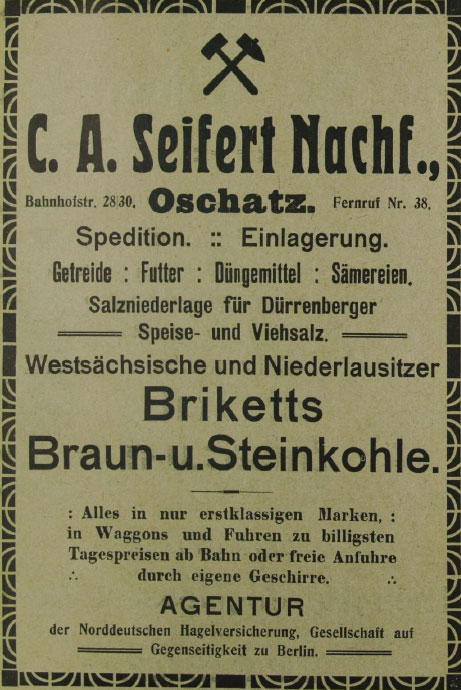 C. A. Seifert Nachf.,
Bahnhofstr. 28/30. Oschatz. Fernruf Nr. 38.
Spedition. :: Einlagerung.
Getreide : Futter : Düngemittel : Sämereien.
Salzniederlage für Dürrenberger
Speise- und Viehsalz.
Westsächsische und Niederlausitzer
Briketts
Braun-u.Steinkohle.
: Alles in nur erstklassigen Marken, :
in Waggons und Fuhren zu billigsten
Tagespreisen ab Bahn oder freie Anfuhre
∴ durch eigene Geschirre. ∴
AGENTUR
der Norddeutschen Hagelversicherung, Gesellschaft auf
Gegenseitigkeit zu Berlin.